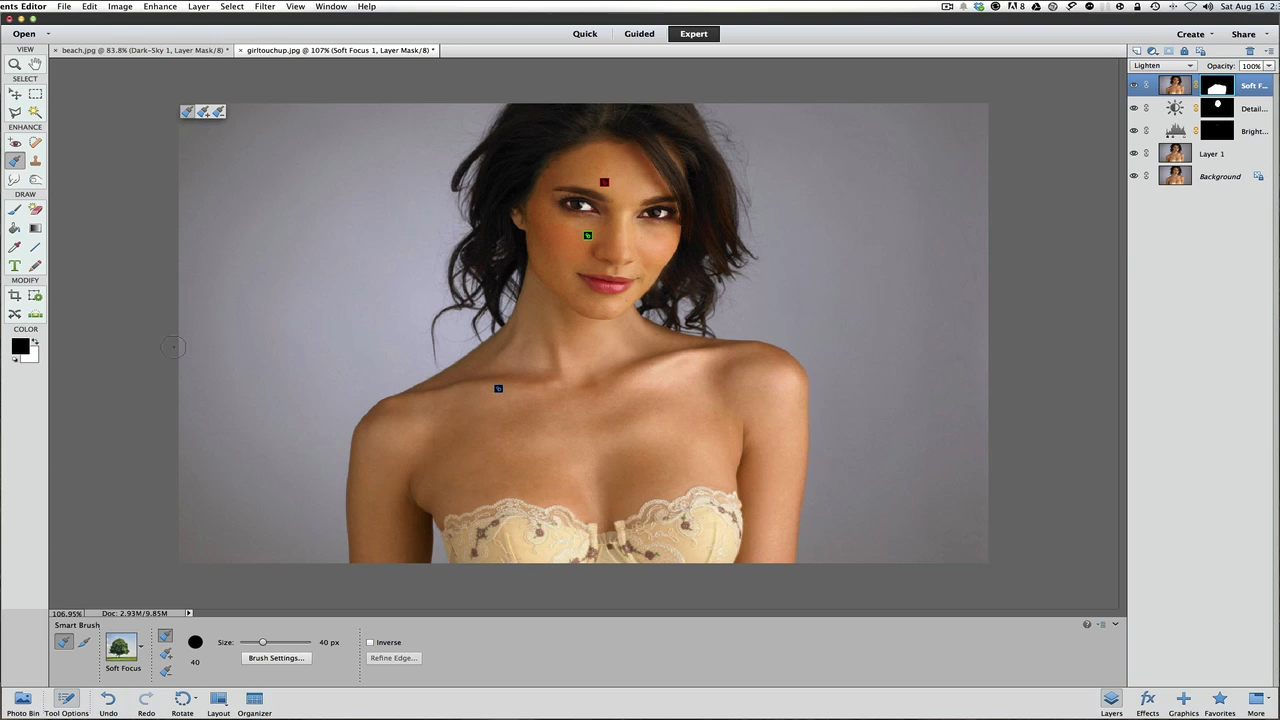 ents Editor File Edit Image Enhance Layer Select Filter View Window Help 8 Sat Aug 16
Open Quick Guided Expert Create Share
VIEW × beach.jpg @ 83.8% (Dark-Sky 1, Layer Mask/8) * × girltouchup.jpg @ 107% (Soft Focus 1, Layer Mask/8) *
Lighten Opacity: 100%
SELECT
Soft F...
Detail...
ENHANCE
Bright...
Layer 1
Background
DRAW
T
MODIFY
COLOR
106.95% Doc: 2.93M/9.85M
Smart Brush
Size: 40 px Inverse
Brush Settings... Refine Edge...
40
Soft Focus
Photo Bin Tool Options Undo Redo Rotate Layout Organizer Layers Effects Graphics Favorites More